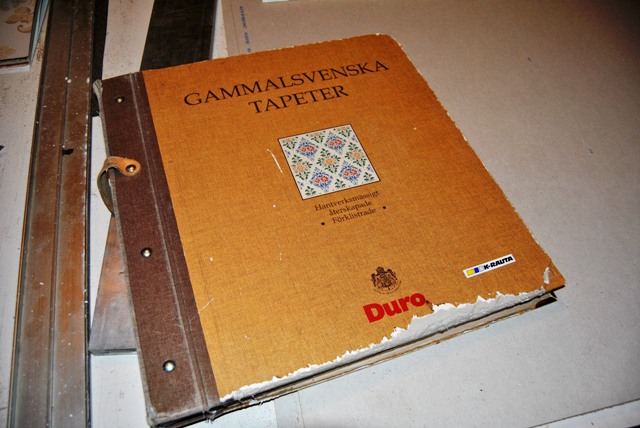 GAMMALSVENSKA
TAPETER
Hantverksmässigt
återskapade
• Förklistrade •
Duro
K-RAUTA